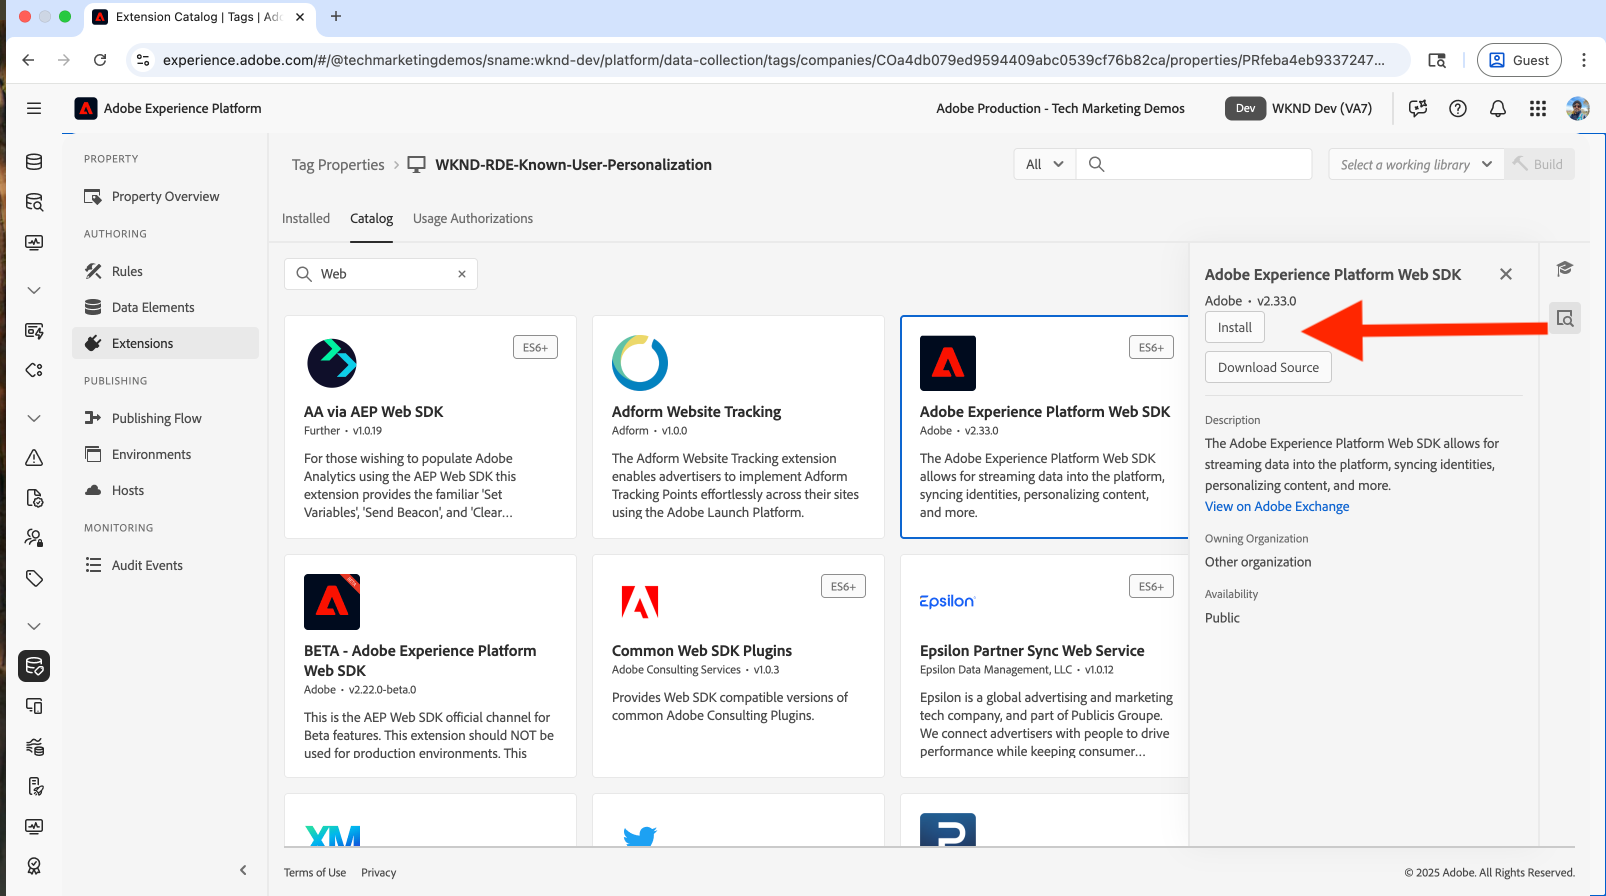 Extension Catalog | Tags | Ado
experience.adobe.com/#/@techmarketingdemos/sname:wknd-dev/platform/data-collection/tags/companies/COa4db079ed9594409abc0539cf76b82ca/properties/PRfeba4eb9337247...
Guest
Adobe Experience Platform
Adobe Production - Tech Marketing Demos
Dev
WKND Dev (VA7)
PROPERTY
Property Overview
AUTHORING
Rules
Data Elements
Extensions
PUBLISHING
Publishing Flow
Environments
Hosts
MONITORING
Audit Events
Tag Properties
WKND-RDE-Known-User-Personalization
All
Select a working library
Build
Installed
Catalog
Usage Authorizations
Web
ES6+
AA via AEP Web SDK
Further • v1.0.19
For those wishing to populate Adobe
Analytics using the AEP Web SDK this
extension provides the familiar 'Set
Variables', 'Send Beacon', and 'Clear...
Adform Website Tracking
Adform • v1.0.0
The Adform Website Tracking extension
enables advertisers to implement Adform
Tracking Points effortlessly across their sites
using the Adobe Launch Platform.
ES6+
Adobe Experience Platform Web SDK
Adobe • v2.33.0
The Adobe Experience Platform Web SDK
allows for streaming data into the platform,
syncing identities, personalizing content,
and more.
BETA - Adobe Experience Platform
Web SDK
Adobe • v2.22.0-beta.0
This is the AEP Web SDK official channel for
Beta features. This extension should NOT be
used for production environments. This
ES6+
Common Web SDK Plugins
Adobe Consulting Services • v1.0.3
Provides Web SDK compatible versions of
common Adobe Consulting Plugins.
Epsilon
ES6+
Epsilon Partner Sync Web Service
Epsilon Data Management, LLC • v1.0.12
Epsilon is a global advertising and marketing
tech company, and part of Publicis Groupe.
We connect advertisers with people to drive
performance while keeping consumer...
XM
Adobe Experience Platform Web SDK
Adobe • v2.33.0
Install
Download Source
Description
The Adobe Experience Platform Web SDK allows for
streaming data into the platform, syncing identities,
personalizing content, and more.
View on Adobe Exchange
Owning Organization
Other organization
Availability
Public
Terms of Use
Privacy
© 2025 Adobe. All Rights Reserved.